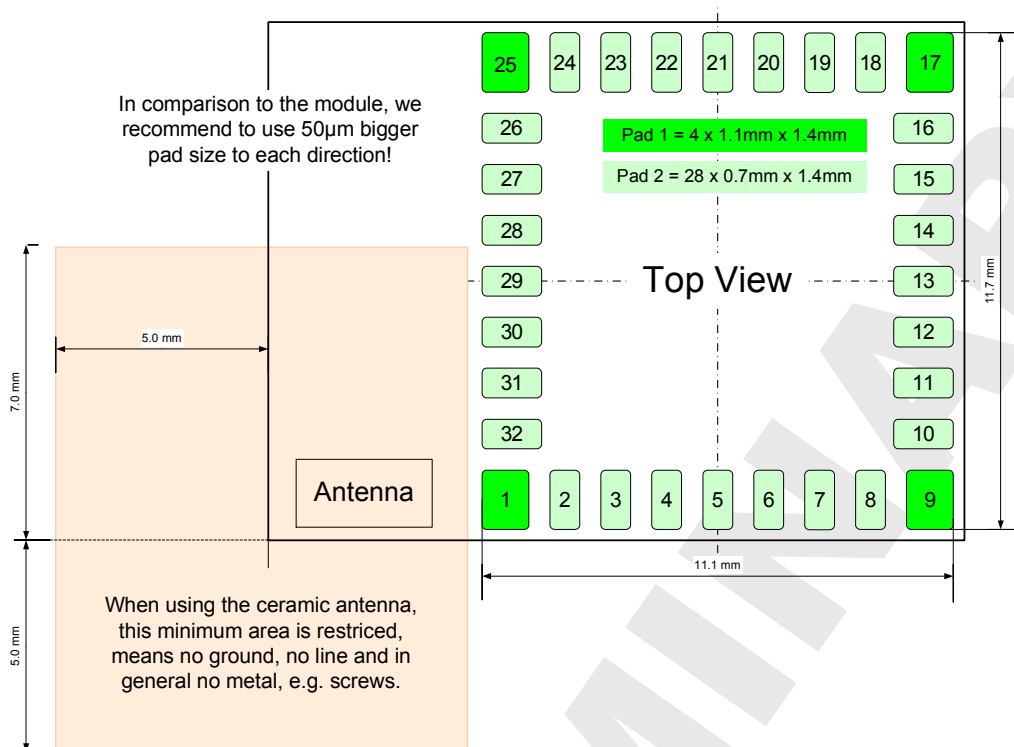 25 24 23 22 21 20 19 18 17
In comparison to the module, we
recommend to use 50µm bigger
pad size to each direction!
26
Pad 1 = 4 x 1.1mm x 1.4mm
16
27
Pad 2 = 28 x 0.7mm x 1.4mm
15
28
14
29
Top View
13
11.7 mm
5.0 mm
30
12
7.0 mm
31
11
32
10
Antenna
1 2 3 4 5 6 7 8 9
11.1 mm
5.0 mm
When using the ceramic antenna,
this minimum area is restriced,
means no ground, no line and in
general no metal, e.g. screws.